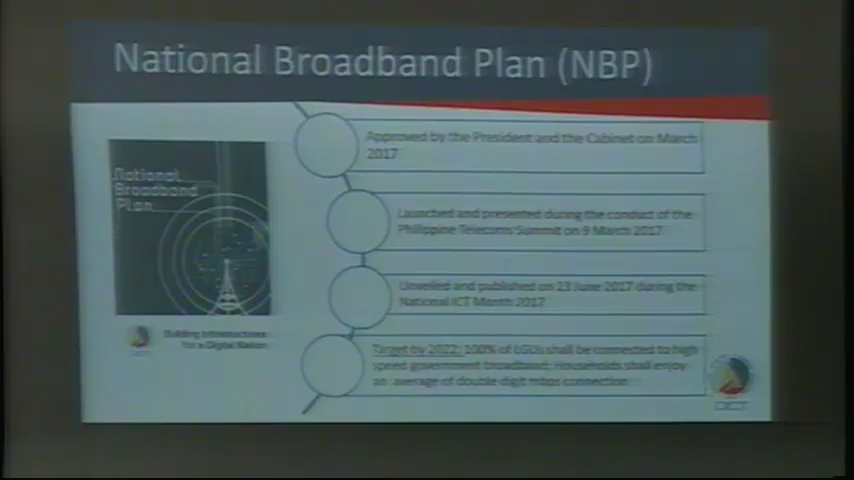 National Broadband Plan (NBP)
Approved by the President and the Cabinet on March
2017
National
Broadband
Plan
Launched and presented during the conduct of the
Philippine Telecoms Summit on 9 March 2017
Unveiled and published on 23 June 2017 during the
National ICT Month 2017
Building Infostructures
for a Digital Nation
DICT
Target by 2022: 100% of LGUs shall be connected to high
speed government broadband; Households shall enjoy
an average of double digit mbps connection
DICT